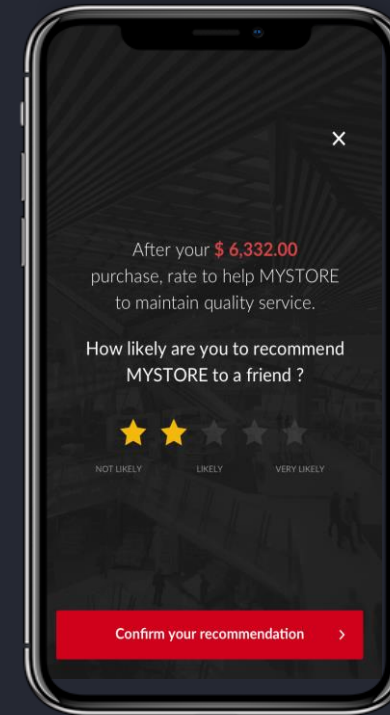 ×
After your $ 6,332.00
purchase, rate to help MYSTORE
to maintain quality service.
How likely are you to recommend
MYSTORE to a friend ?
NOT LIKELY LIKELY VERY LIKELY
Confirm your recommendation >